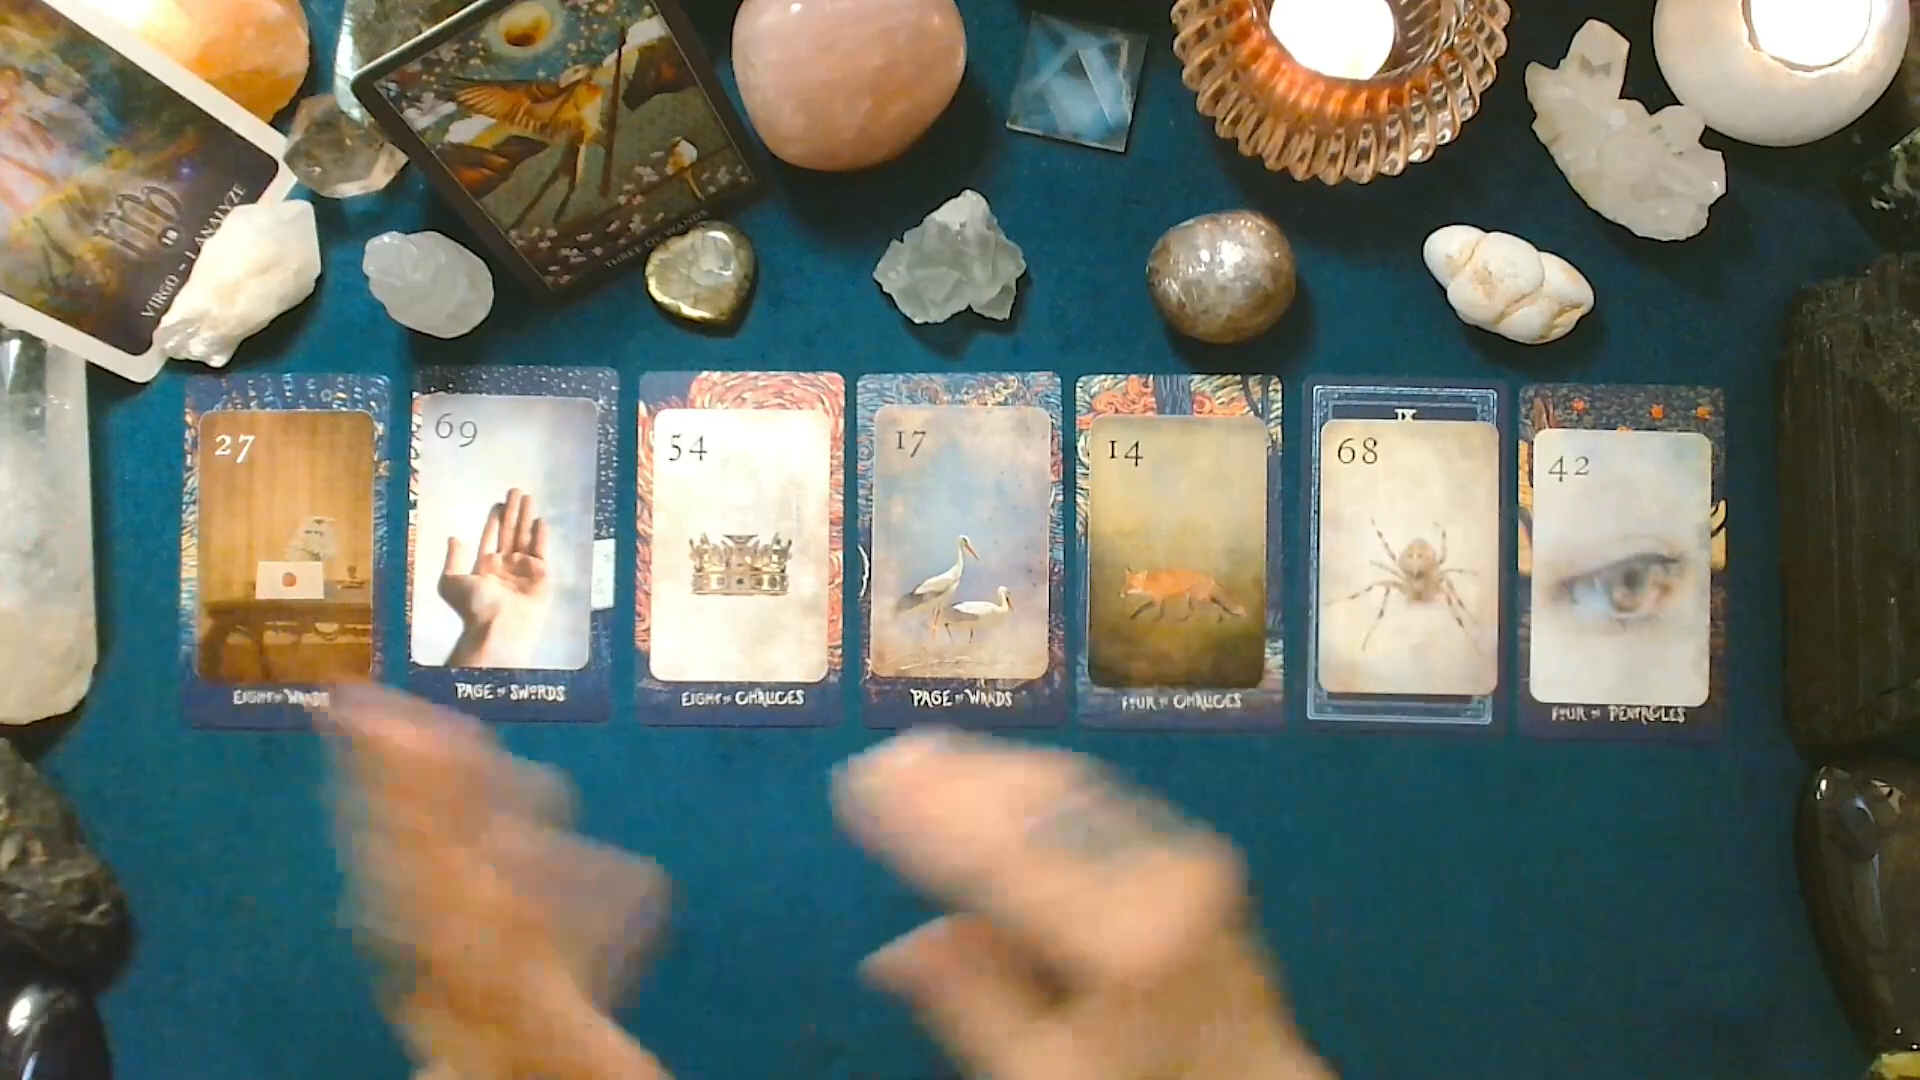 VIRGO - I ANALYZE
18
THREE OF WANDS
27
69
54
17
14
IX
68
42
EIGHT OF WANDS
PAGE OF SWORDS
EIGHT OF CHALICES
PAGE OF WANDS
FOUR OF CHALICES
FOUR OF PENTACLES